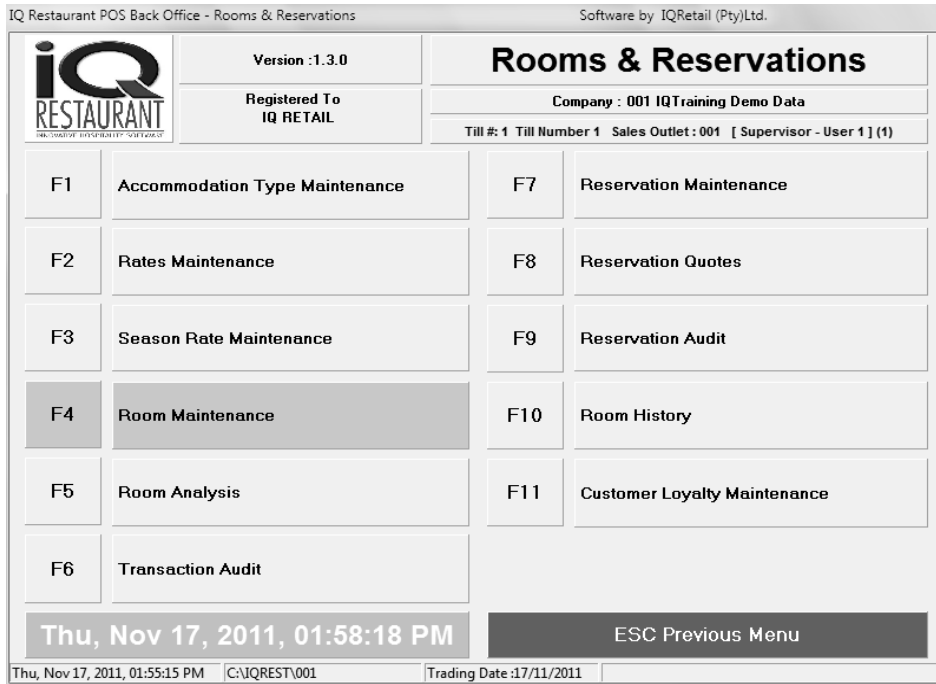 IQ Restaurant POS Back Office - Rooms & Reservations
Software by IQRetail (Pty)Ltd.
iQ
RESTAURANT
INNOVATIVE HOSPITALITY SOFTWARE
Version :1.3.0
Registered To
IQ RETAIL
Rooms & Reservations
Company : 001 IQTraining Demo Data
Till #: 1 Till Number 1 Sales Outlet : 001 [ Supervisor - User 1 ] (1)
F1 Accommodation Type Maintenance
F2 Rates Maintenance
F3 Season Rate Maintenance
F4 Room Maintenance
F5 Room Analysis
F6 Transaction Audit
F7 Reservation Maintenance
F8 Reservation Quotes
F9 Reservation Audit
F10 Room History
F11 Customer Loyalty Maintenance
Thu, Nov 17, 2011, 01:58:18 PM
ESC Previous Menu
Thu, Nov 17, 2011, 01:55:15 PM
C:\IQREST\001
Trading Date :17/11/2011